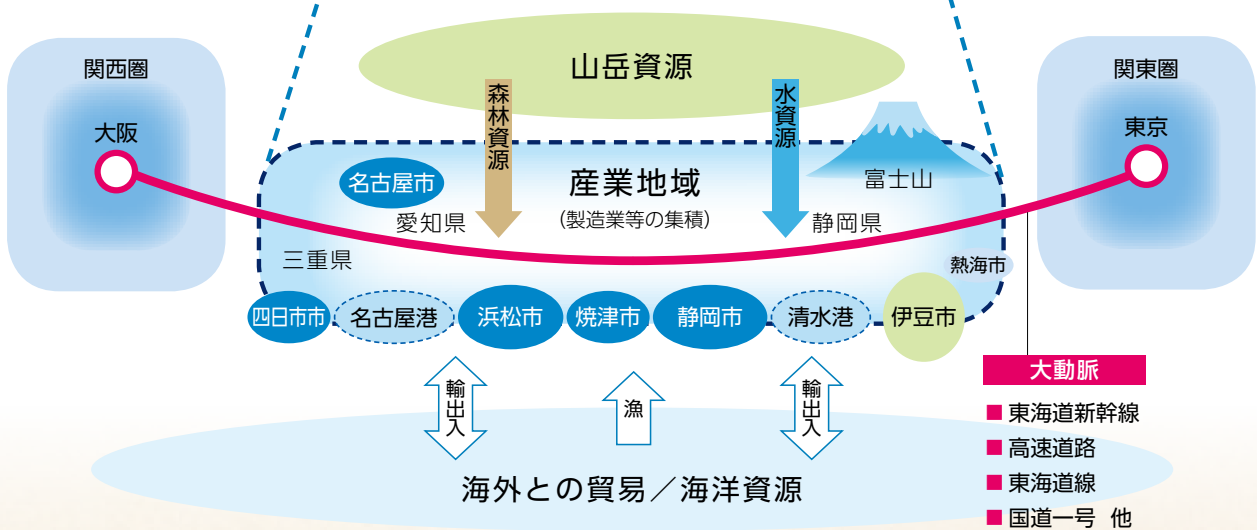 関西圏
大阪
山岳資源
関東圏
東京
森林資源
水資源
富士山
名古屋市
産業地域
(製造業等の集積)
愛知県
静岡県
三重県
熱海市
四日市市
名古屋港
浜松市
焼津市
静岡市
清水港
伊豆市
輸出入
漁
輸出入
海外との貿易／海洋資源
大動脈
■ 東海道新幹線
■ 高速道路
■ 東海道線
■ 国道一号 他